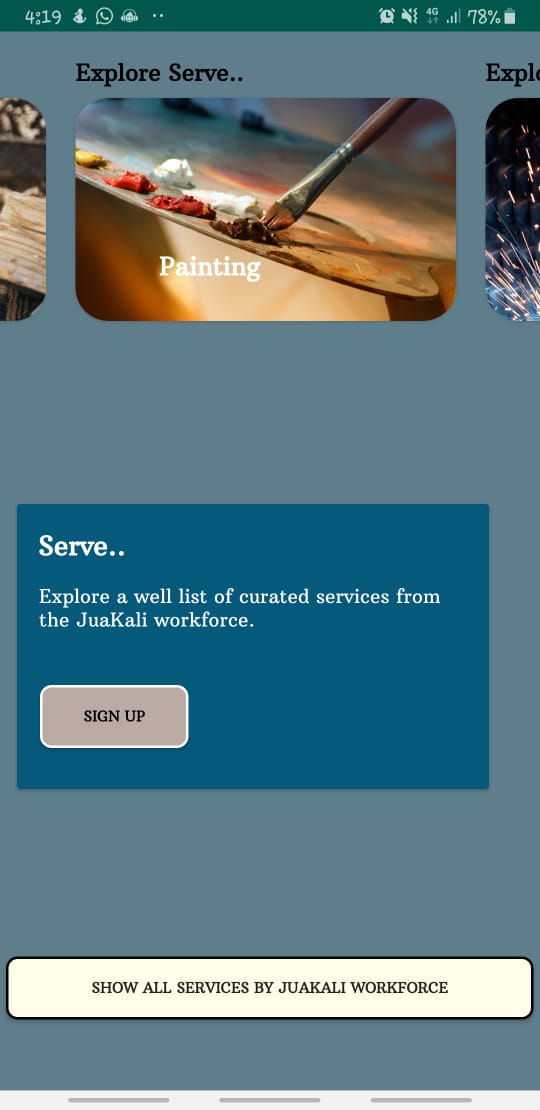 4:19
4G
78%
Explore Serve..
Explo
Painting
Serve..
Explore a well list of curated services from
the JuaKali workforce.
SIGN UP
SHOW ALL SERVICES BY JUAKALI WORKFORCE